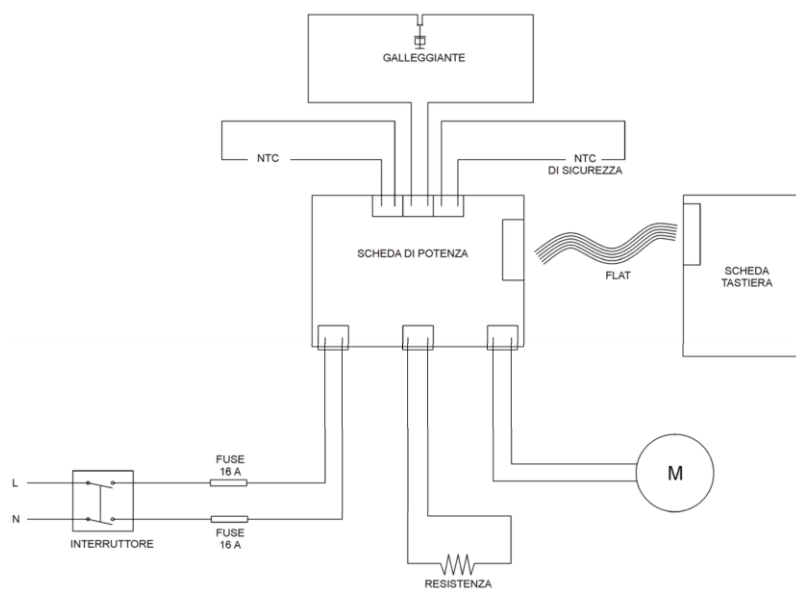 GALLEGGIANTE
NTC
NTC
DI SICUREZZA
SCHEDA DI POTENZA
FLAT
SCHEDA
TASTIERA
FUSE
16 A
L
M
N
INTERRUTTORE
FUSE
16 A
RESISTENZA